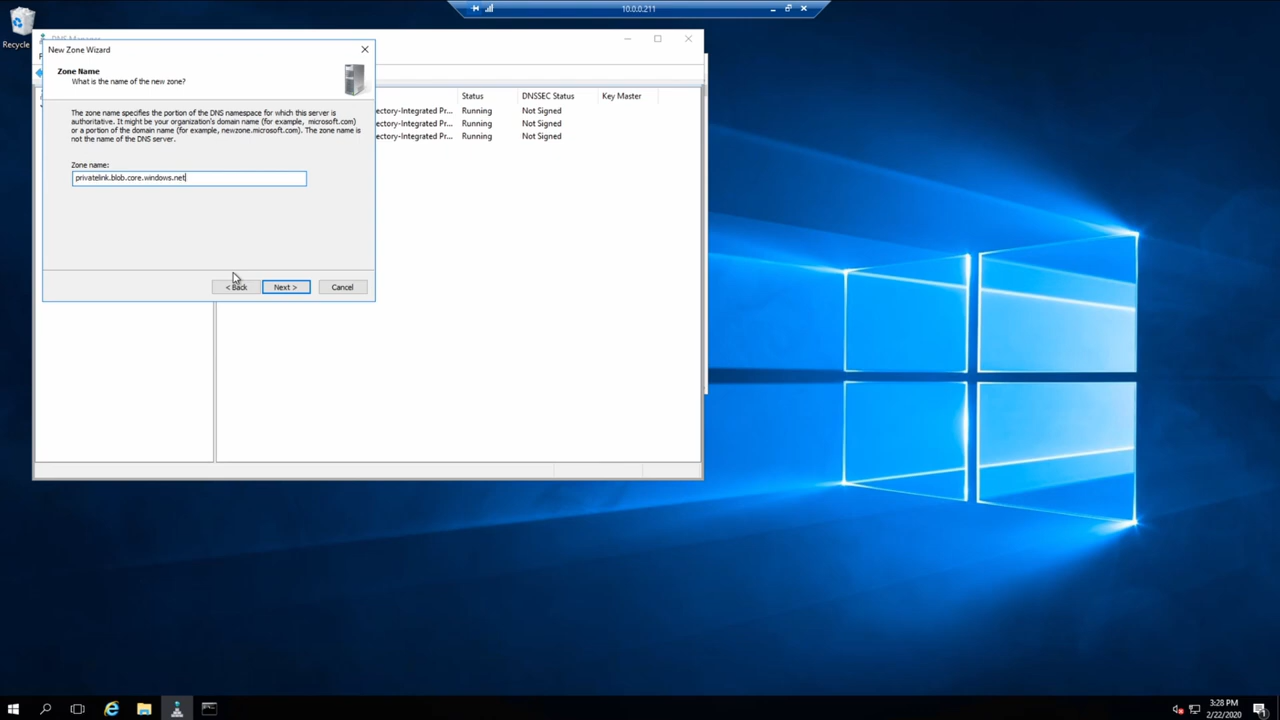 10.0.0.211
Recycle
DNS Manager
New Zone Wizard
Zone Name
What is the name of the new zone?
The zone name specifies the portion of the DNS namespace for which this server is
authoritative. It might be your organization's domain name (for example, microsoft.com)
or a portion of the domain name (for example, newzone.microsoft.com). The zone name is
not the name of the DNS server.
Zone name:
privatelink.blob.core.windows.net
< Back
Next >
Cancel
Status
DNSSEC Status
Key Master
ectory-Integrated Pr...
Running
Not Signed
ectory-Integrated Pr...
Running
Not Signed
ectory-Integrated Pr...
Running
Not Signed
3:28 PM
2/22/2020
1